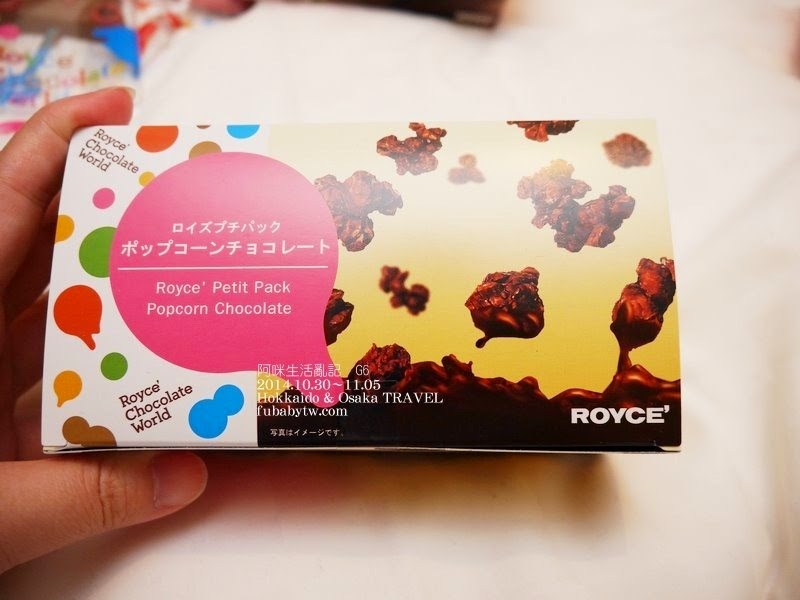 Royce'
Chocolate
World
ロイズプチパック
ポップコーンチョコレート
Royce' Petit Pack
Popcorn Chocolate
Royce'
Chocolate
World
阿咪生活亂記 G6
2014.10.30~11.05
Hokkaido & Osaka TRAVEL
fubabytw.com
写真はイメージです。
ROYCE'